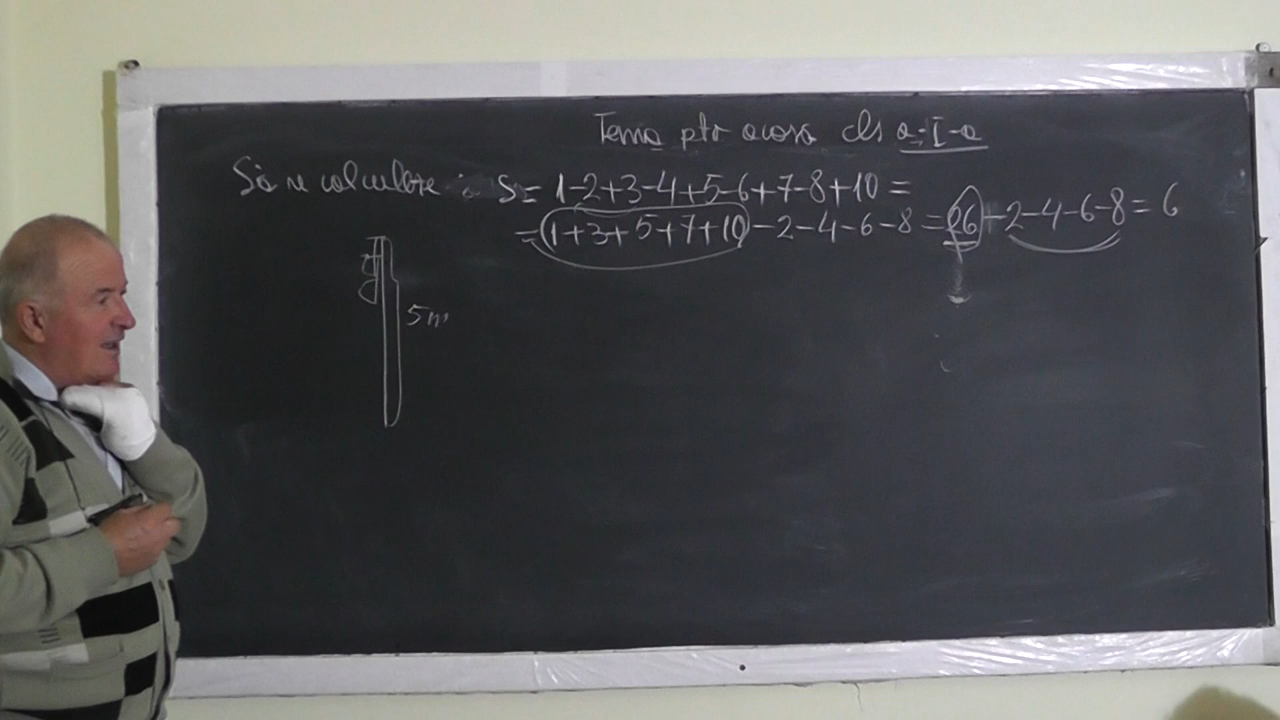 Tema ptr acasa cls a-I-a
Să se calculeze : S = 1-2+3-4+5-6+7-8+10 =
= (1+3+5+7+10)-2-4-6-8 = 26-2-4-6-8 = 6
5m